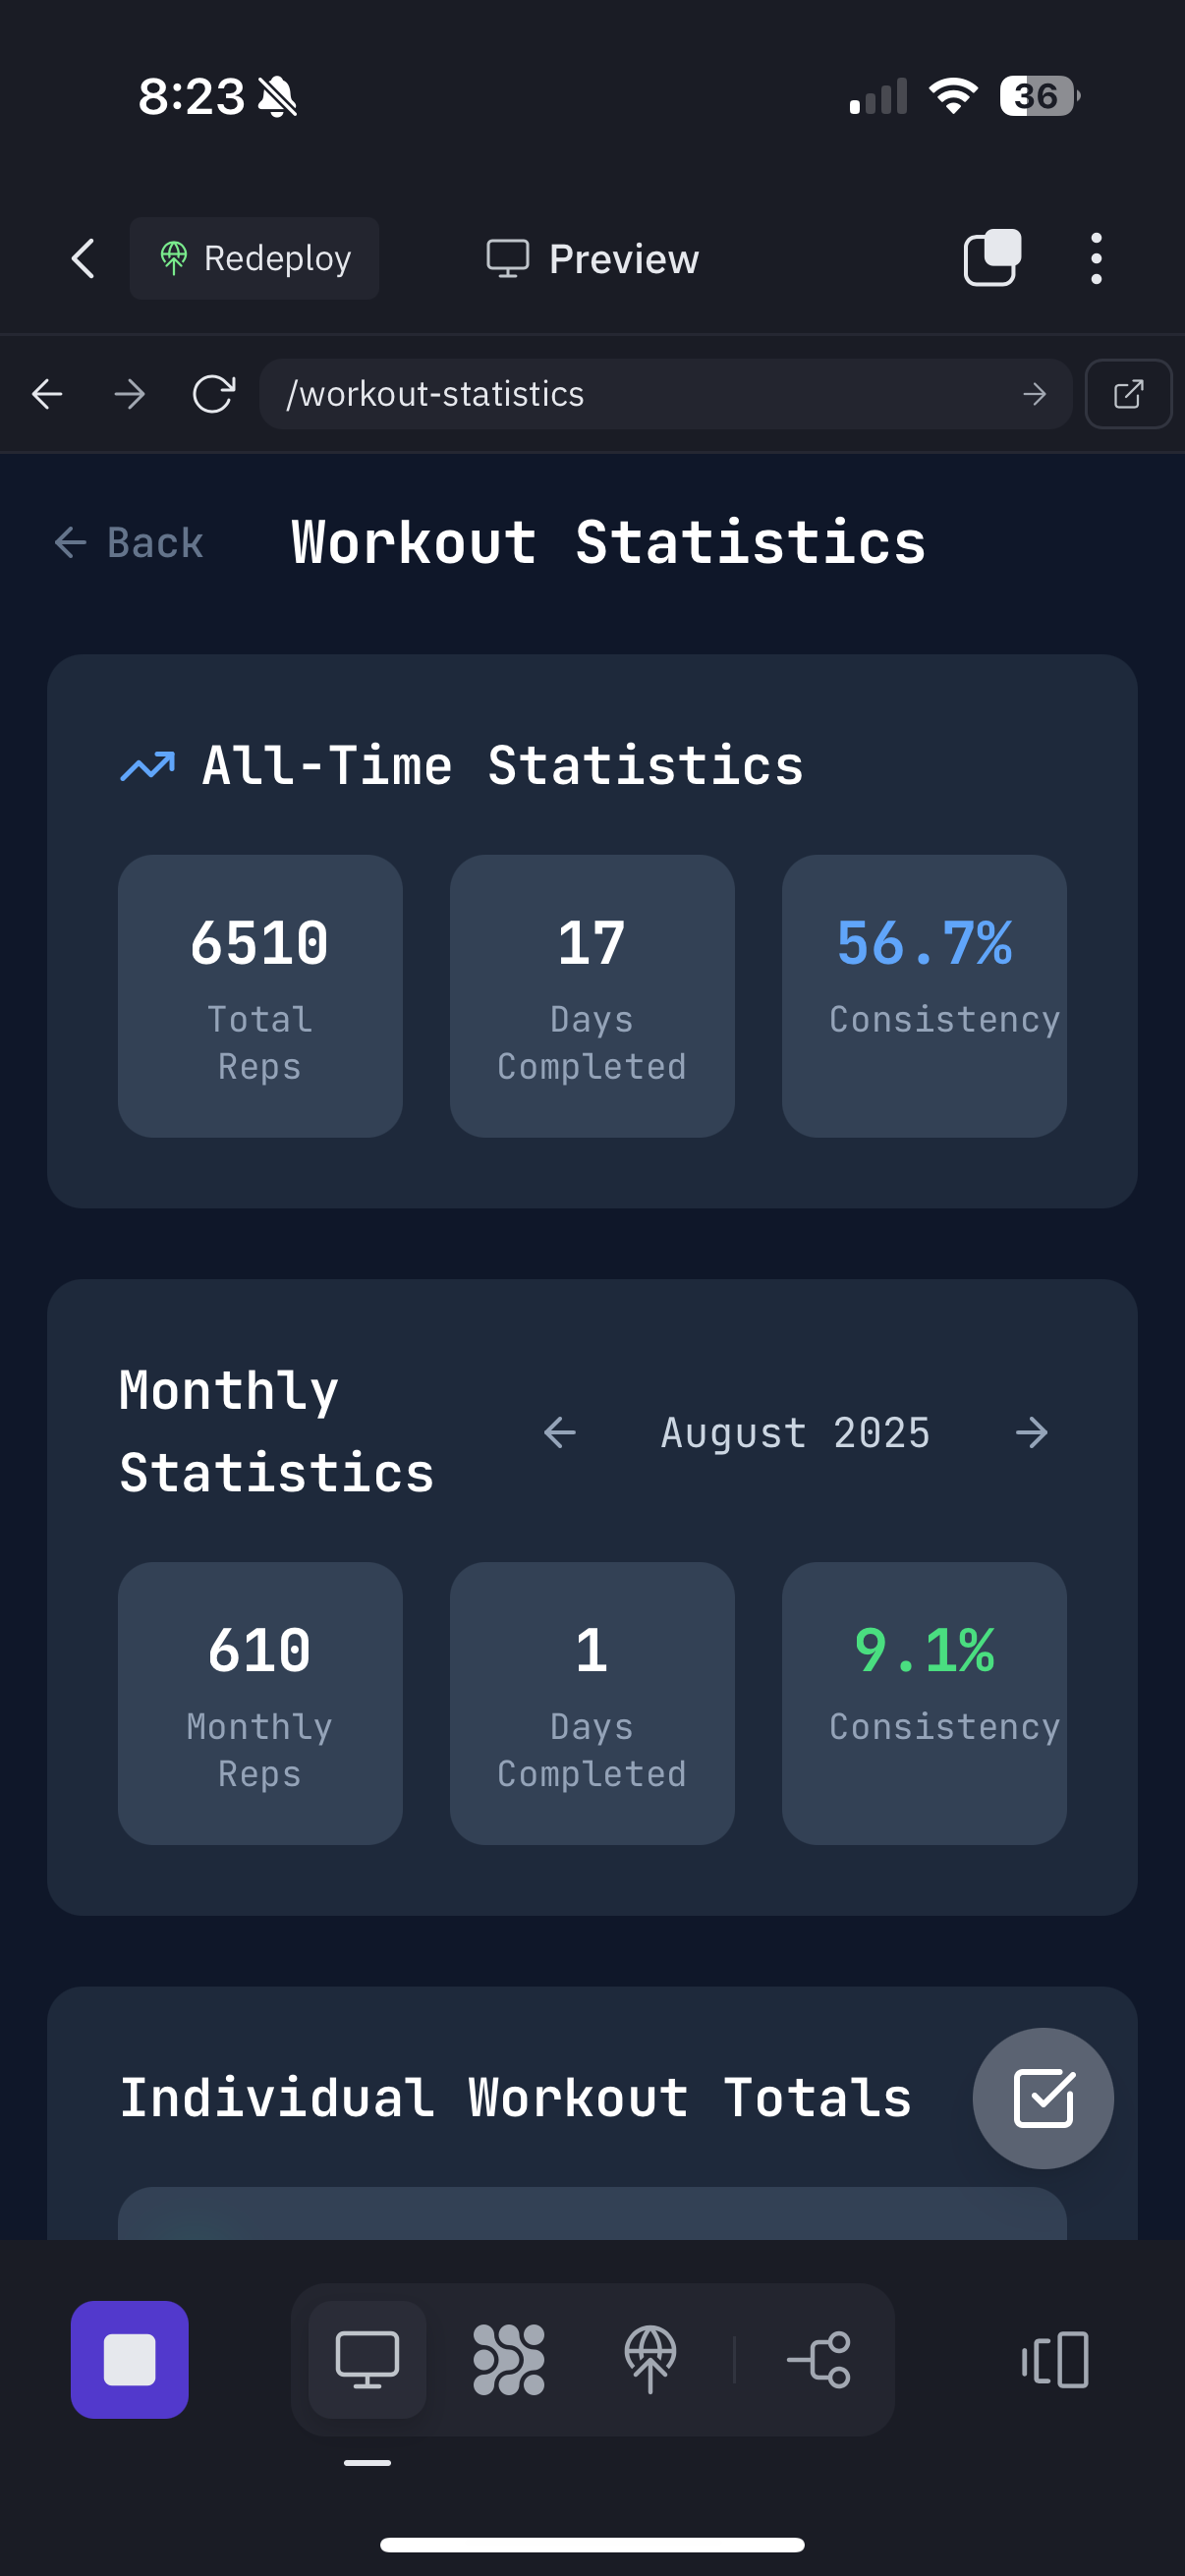 8:23
36
Redeploy
Preview
/workout-statistics
Back
Workout Statistics
All-Time Statistics
6510
Total
Reps
17
Days
Completed
56.7%
Consistency
Monthly
Statistics
August 2025
610
Monthly
Reps
1
Days
Completed
9.1%
Consistency
Individual Workout Totals